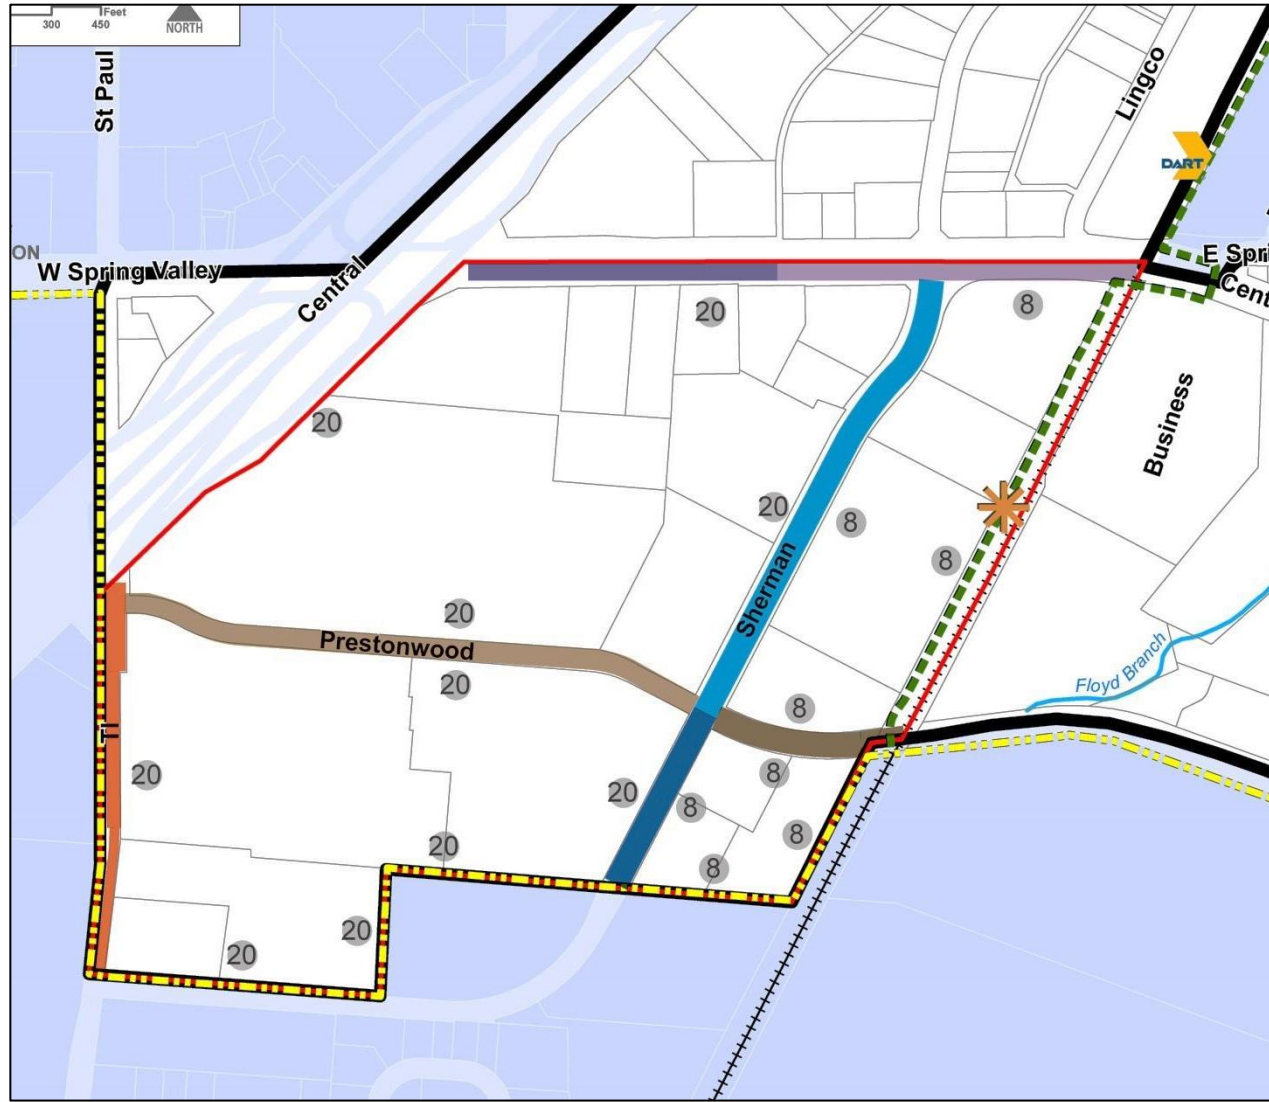 Feet
300 450
NORTH
St Paul
Lingco
DART
ON
W Spring Valley
Central
E Spri
Cent
20
8
20
Business
20
8
8
Sherman
20
Prestonwood
Floyd Branch
20
8
TI
20
20
8
8
8
20
8
20
20